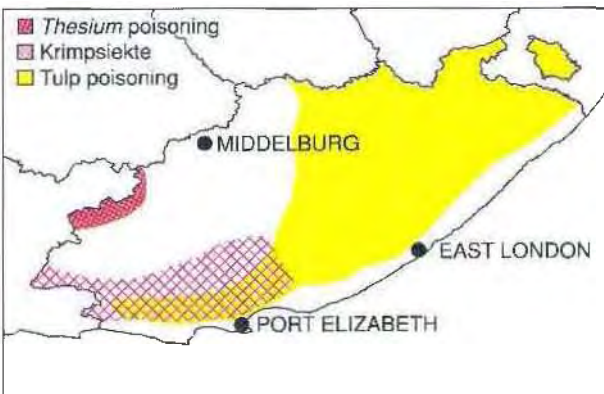 Thesium poisoning
Krimpsiekte
Tulp poisoning
MIDDELBURG
EAST LONDON
PORT ELIZABETH